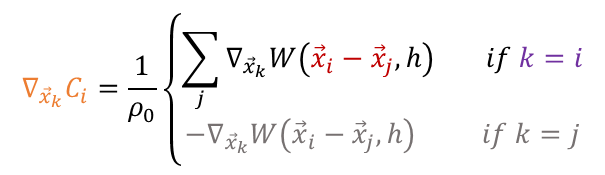 ∇_{x⃗_k} C_i = 1/ρ_0 { ∑_j ∇_{x⃗_k} W(x⃗_i − x⃗_j, h) if k = i
−∇_{x⃗_k} W(x⃗_i − x⃗_j, h) if k = j